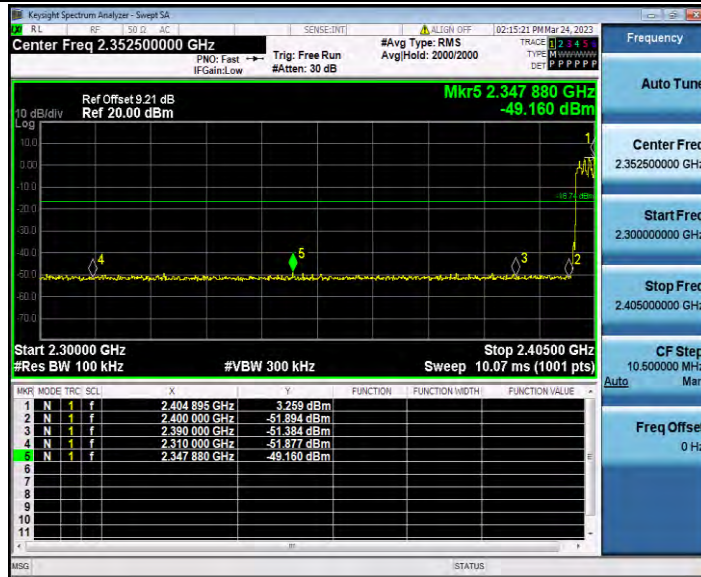 Keysight Spectrum Analyzer - Swept SA
RL RF 50 Ω AC SENSE:INT ALIGN OFF 02:15:21 PM Mar 24, 2023
Center Freq 2.352500000 GHz
PNO: Fast
IFGain:Low
Trig: Free Run
#Atten: 30 dB
#Avg Type: RMS
Avg|Hold: 2000/2000
TRACE 1 2 3 4 5 6
TYPE M
DET P P P P P P
Frequency
Auto Tune
Center Freq
2.352500000 GHz
Start Freq
2.300000000 GHz
Stop Freq
2.405000000 GHz
CF Step
10.500000 MHz
Auto Man
Freq Offset
0 Hz
Mkr5 2.347 880 GHz
-49.160 dBm
Ref Offset 9.21 dB
10 dB/div Ref 20.00 dBm
Log
10.0
0.00
-10.0
-20.0
-30.0
-40.0
-50.0
-60.0
-70.0
1
4
5
3
2
Start 2.30000 GHz Stop 2.40500 GHz
#Res BW 100 kHz #VBW 300 kHz Sweep 10.07 ms (1001 pts)
MKR MODE TRC SCL X Y FUNCTION FUNCTION WIDTH FUNCTION VALUE
1 N 1 f 2.404 895 GHz 3.259 dBm
2 N 1 f 2.400 000 GHz -51.894 dBm
3 N 1 f 2.390 000 GHz -51.384 dBm
4 N 1 f 2.310 000 GHz -51.877 dBm
5 N 1 f 2.347 880 GHz -49.160 dBm
6
7
8
9
10
11
MSG STATUS